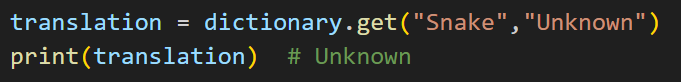 translation = dictionary.get("Snake","Unknown")
print(translation)  # Unknown